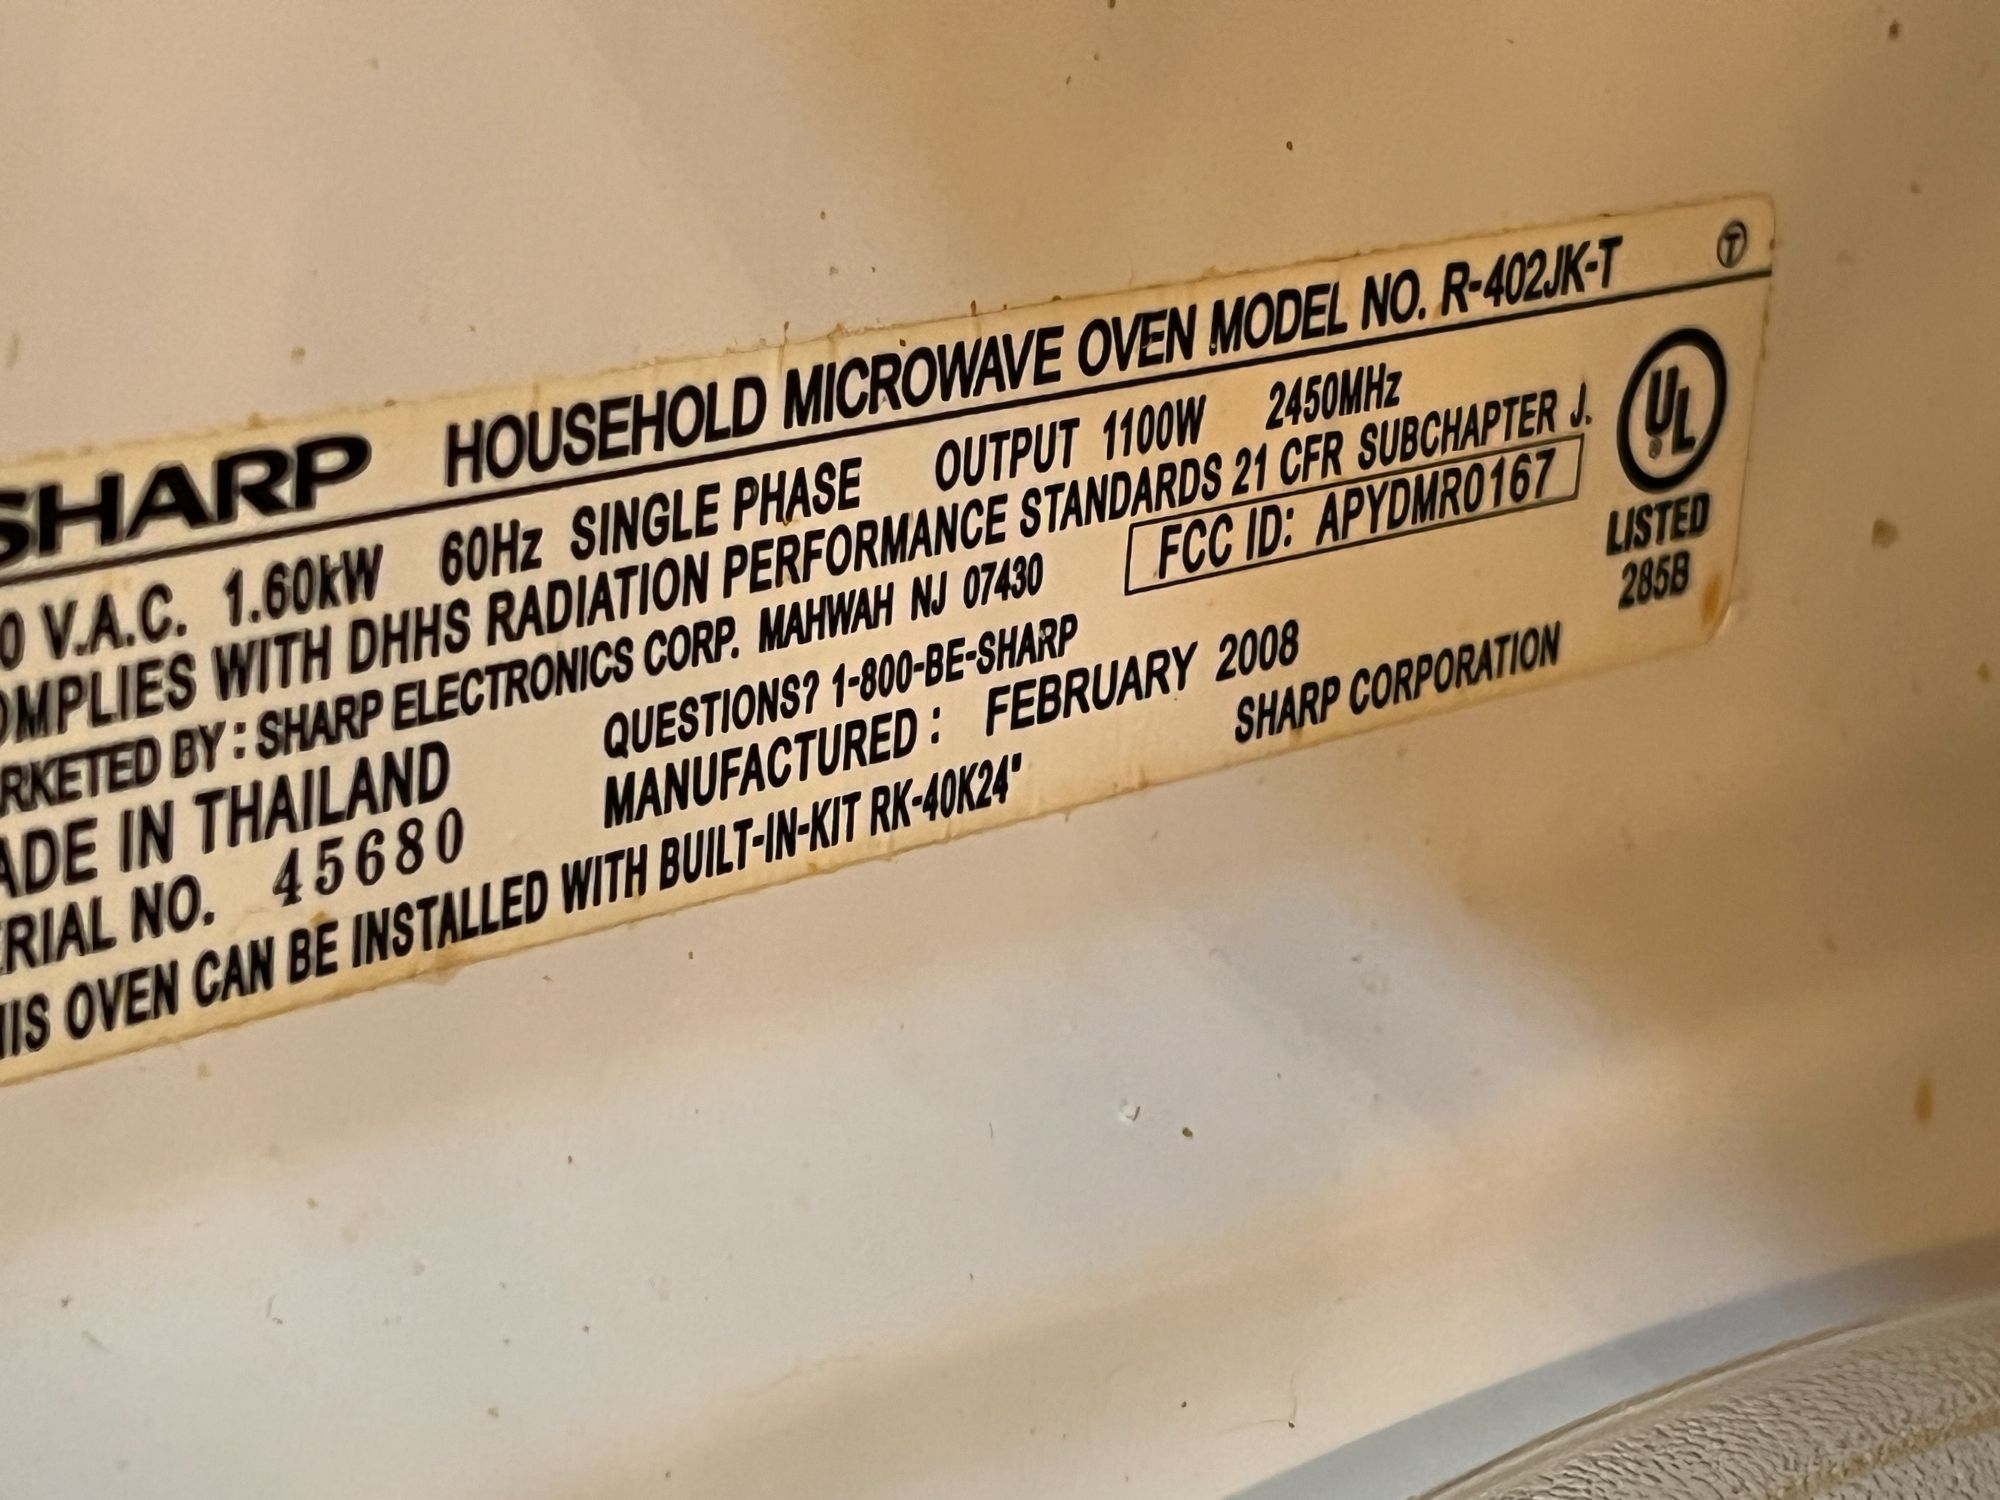 SHARP HOUSEHOLD MICROWAVE OVEN MODEL NO. R-402JK-T Ⓣ
0 V.A.C. 1.60kW 60Hz SINGLE PHASE OUTPUT 1100W 2450MHz
OMPLIES WITH DHHS RADIATION PERFORMANCE STANDARDS 21 CFR SUBCHAPTER J.
RKETED BY : SHARP ELECTRONICS CORP. MAHWAH NJ 07430
FCC ID: APYDMR0167
UL ®
LISTED
285B
ADE IN THAILAND
QUESTIONS? 1-800-BE-SHARP
ERIAL NO. 45680
MANUFACTURED : FEBRUARY 2008
SHARP CORPORATION
HIS OVEN CAN BE INSTALLED WITH BUILT-IN-KIT RK-40K24"